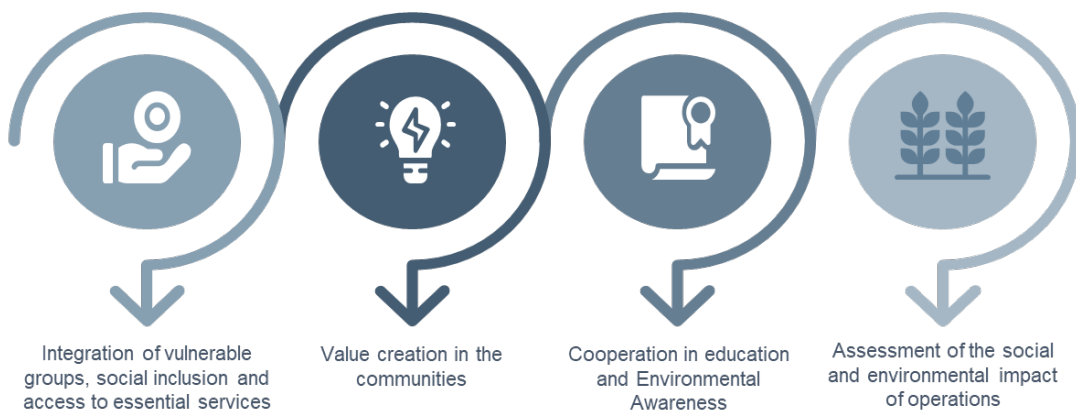 Integration of vulnerable
groups, social inclusion and
access to essential services
Value creation in the
communities
Cooperation in education
and Environmental
Awareness
Assessment of the social
and environmental impact
of operations